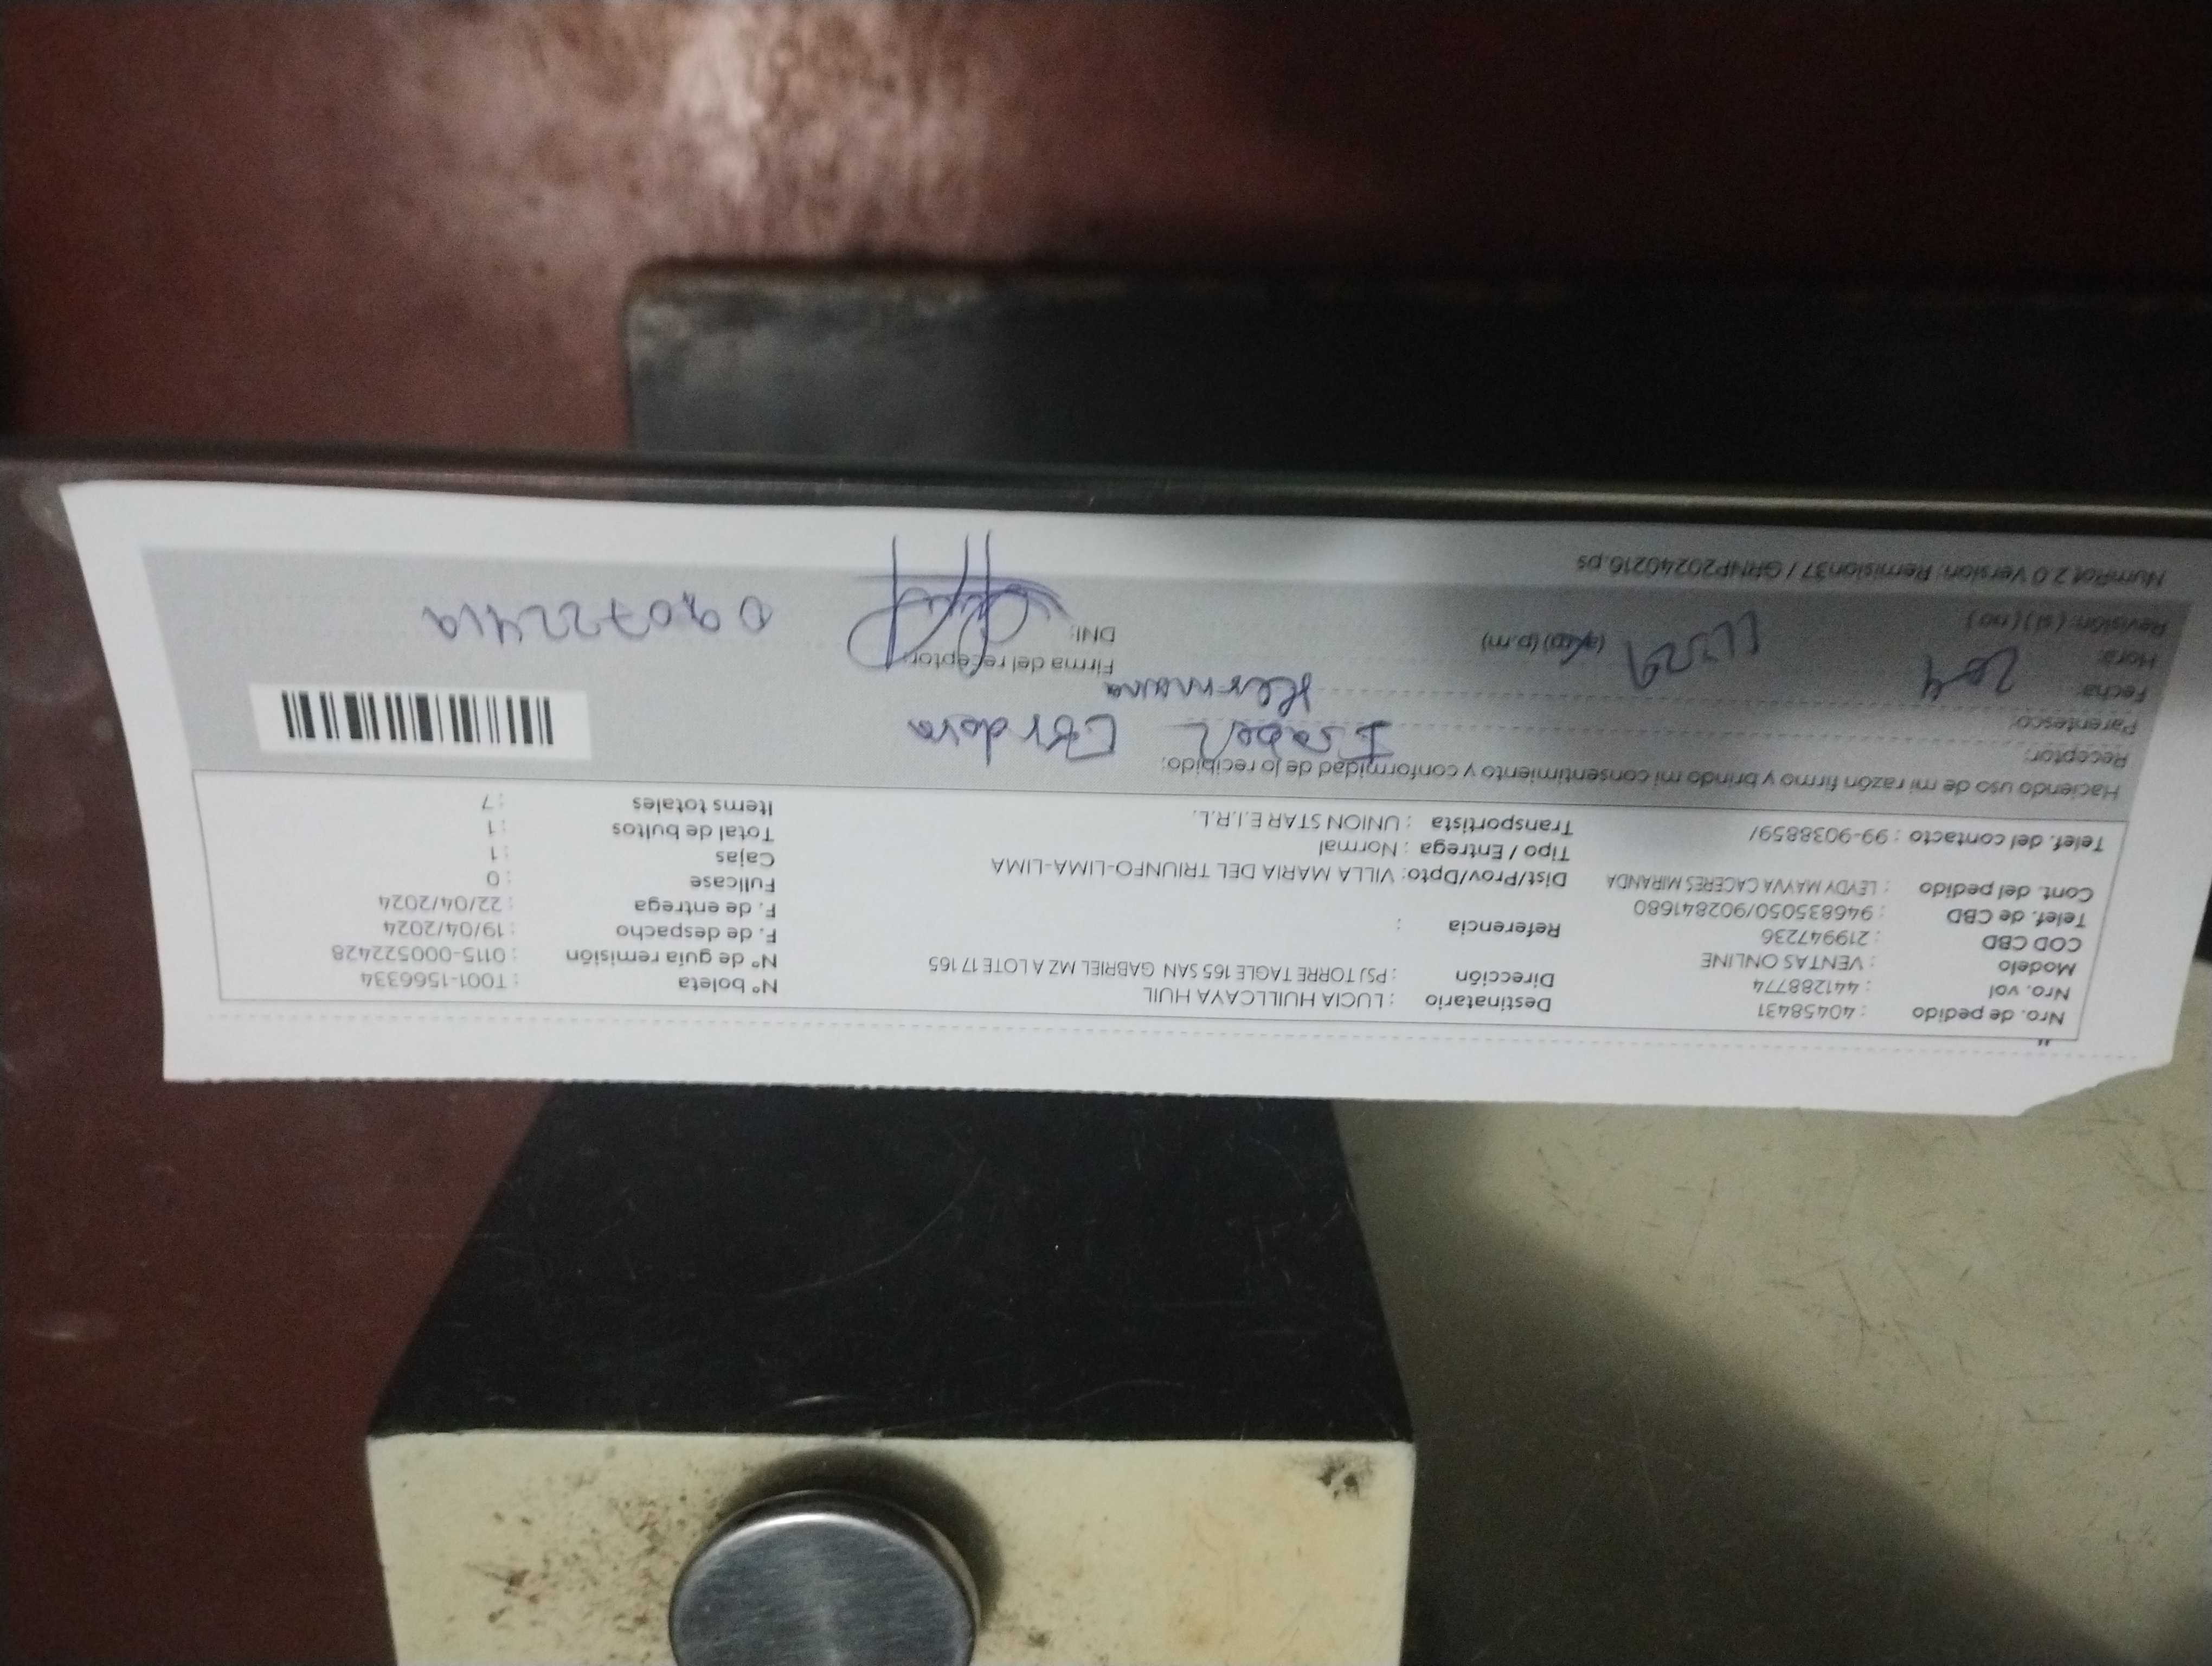 Nro. de pedido : 40458431 Destinatario : LUCIA HUILLCAYA HUIL N° boleta : T001-1566334
Nro. vol : 441288774 Dirección : PSJ TORRE TAGLE 165 SAN GABRIEL MZ A LOTE 17 165 N° de guía remisión : 0115-000522428
Modelo : VENTAS ONLINE F. de despacho : 19/04/2024
COD CBD : 219947236 Referencia : F. de entrega : 22/04/2024
Telef. de CBD : 946835050/902841680 Fullcase : 0
Cont. del pedido : LEYDY MAYVA CACERES MIRANDA Dist/Prov/Dpto: VILLA MARIA DEL TRIUNFO-LIMA-LIMA Cajas : 1
Tipo / Entrega : Normal Total de bultos : 1
Telef. del contacto : 99-9038859/ Transportista : UNION STAR E.I.R.L. Items totales : 7
Haciendo uso de mi razón firmo y brindo mi consentimiento y conformidad de lo recibido:
Receptor: Isabel Cordova
Parentesco: Hermana
Fecha: 20-4 Firma del receptor:
Hora: (a.m) (p.m) DNI:
Revisión: ( si ) ( no )
NumRot 2.0 Version: Remision37 / GRNP20240216.ps